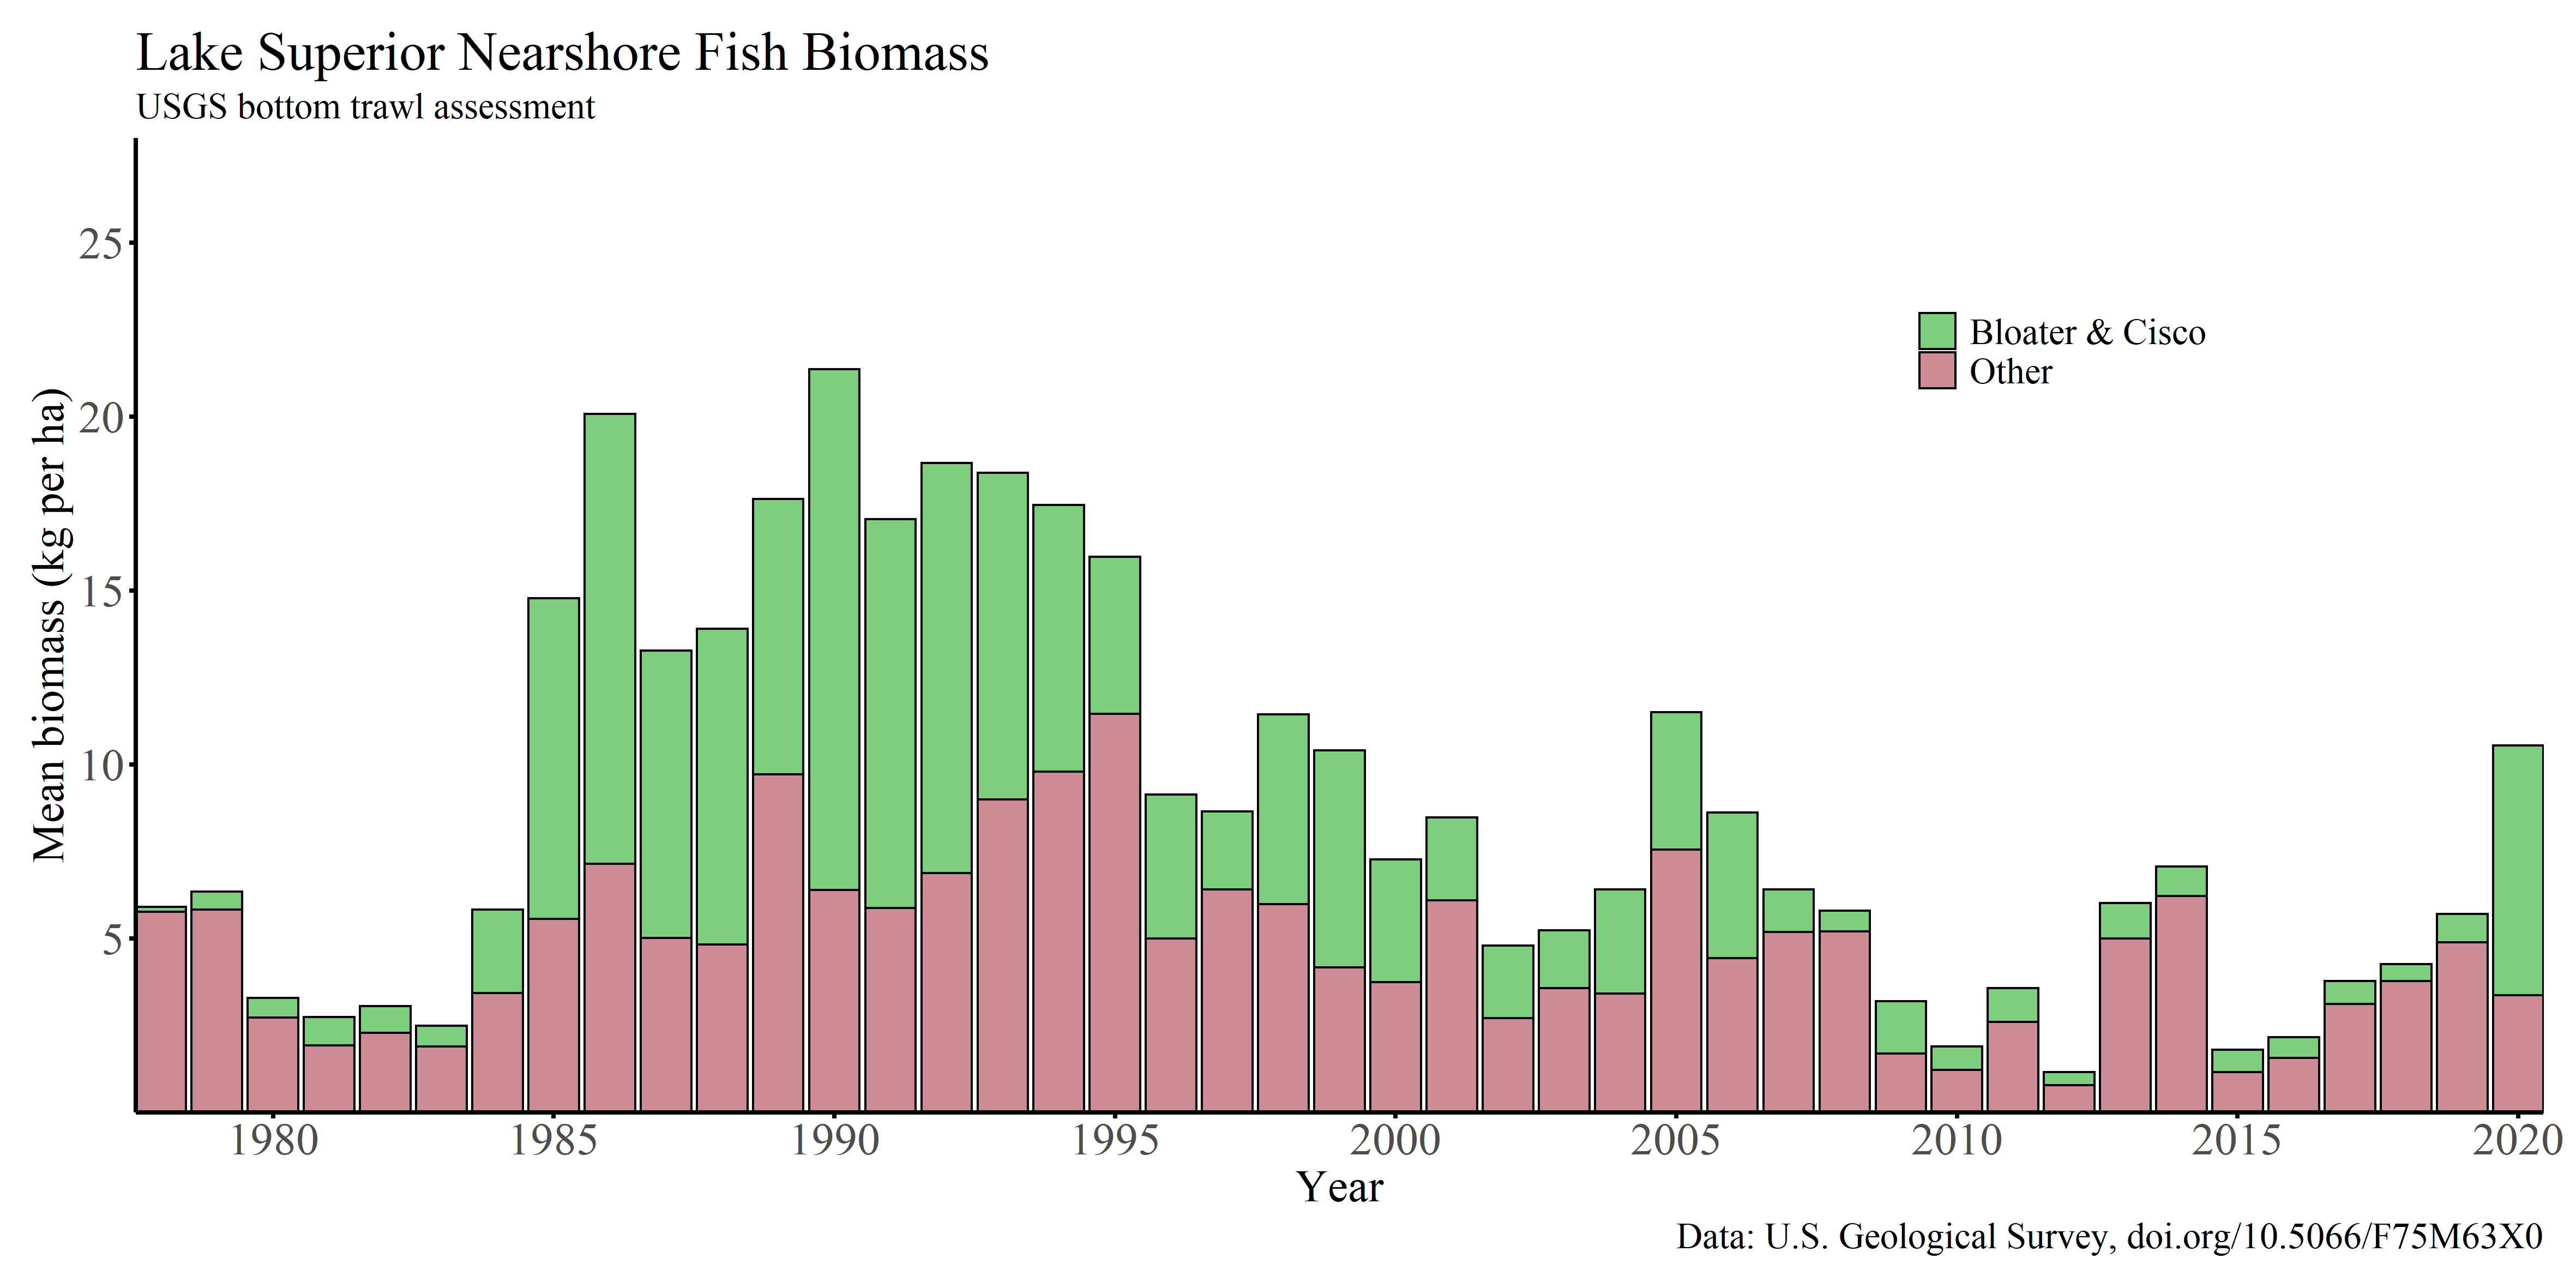 Lake Superior Nearshore Fish Biomass
USGS bottom trawl assessment
Mean biomass (kg per ha)
25
20
15
10
5
Bloater & Cisco
Other
1980 1985 1990 1995 2000 2005 2010 2015 2020
Year
Data: U.S. Geological Survey, doi.org/10.5066/F75M63X0